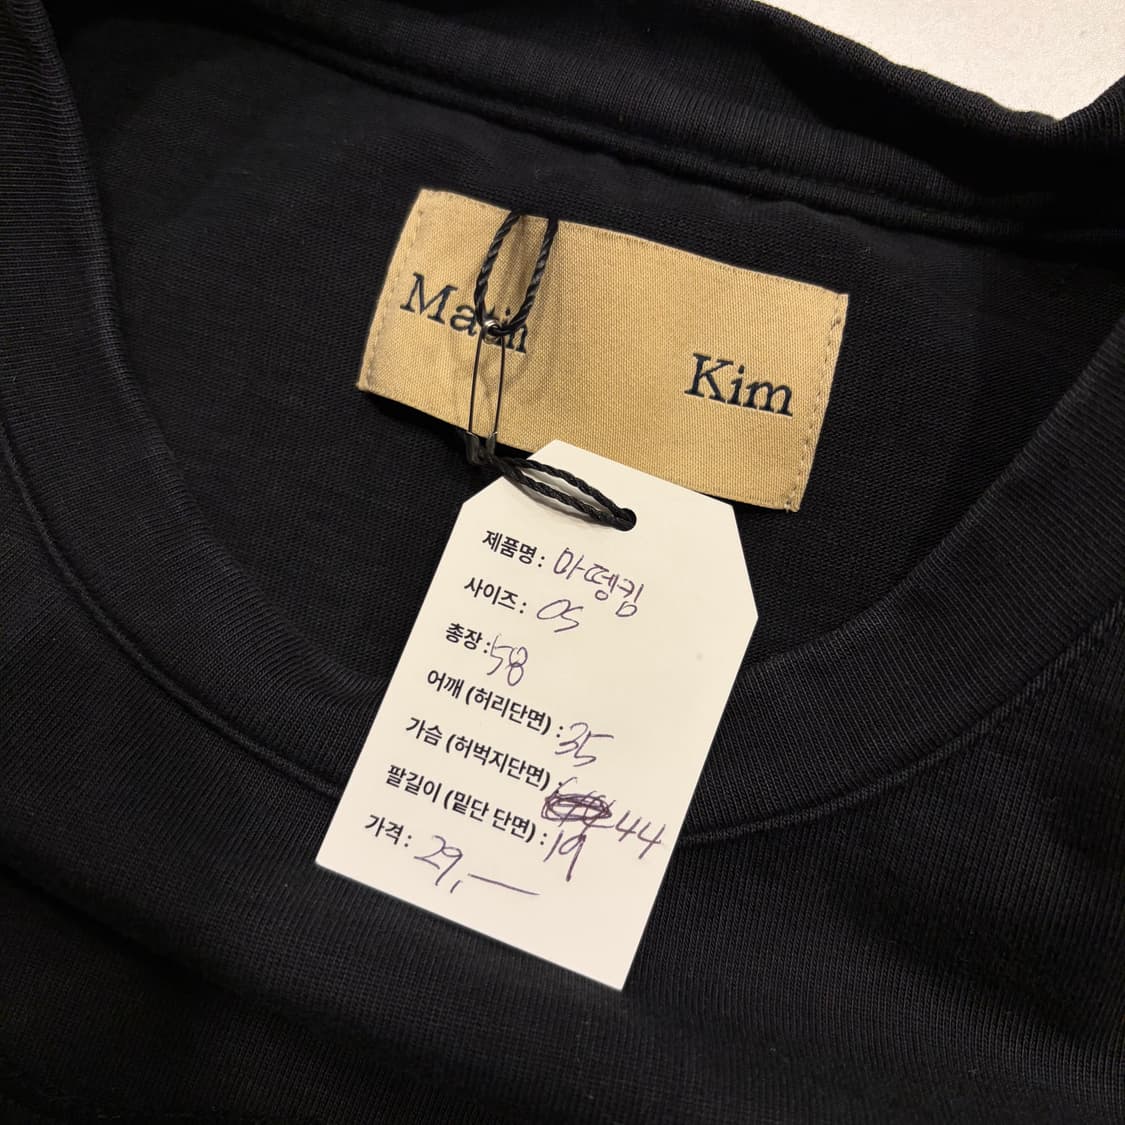 Matin
Kim
제품명: 마뗑킴
사이즈: OS
총장: 58
어깨 (허리단면) : 35
가슴 (허벅지단면) : 44
팔길이 (밑단 단면) : 19
가격: 29,—